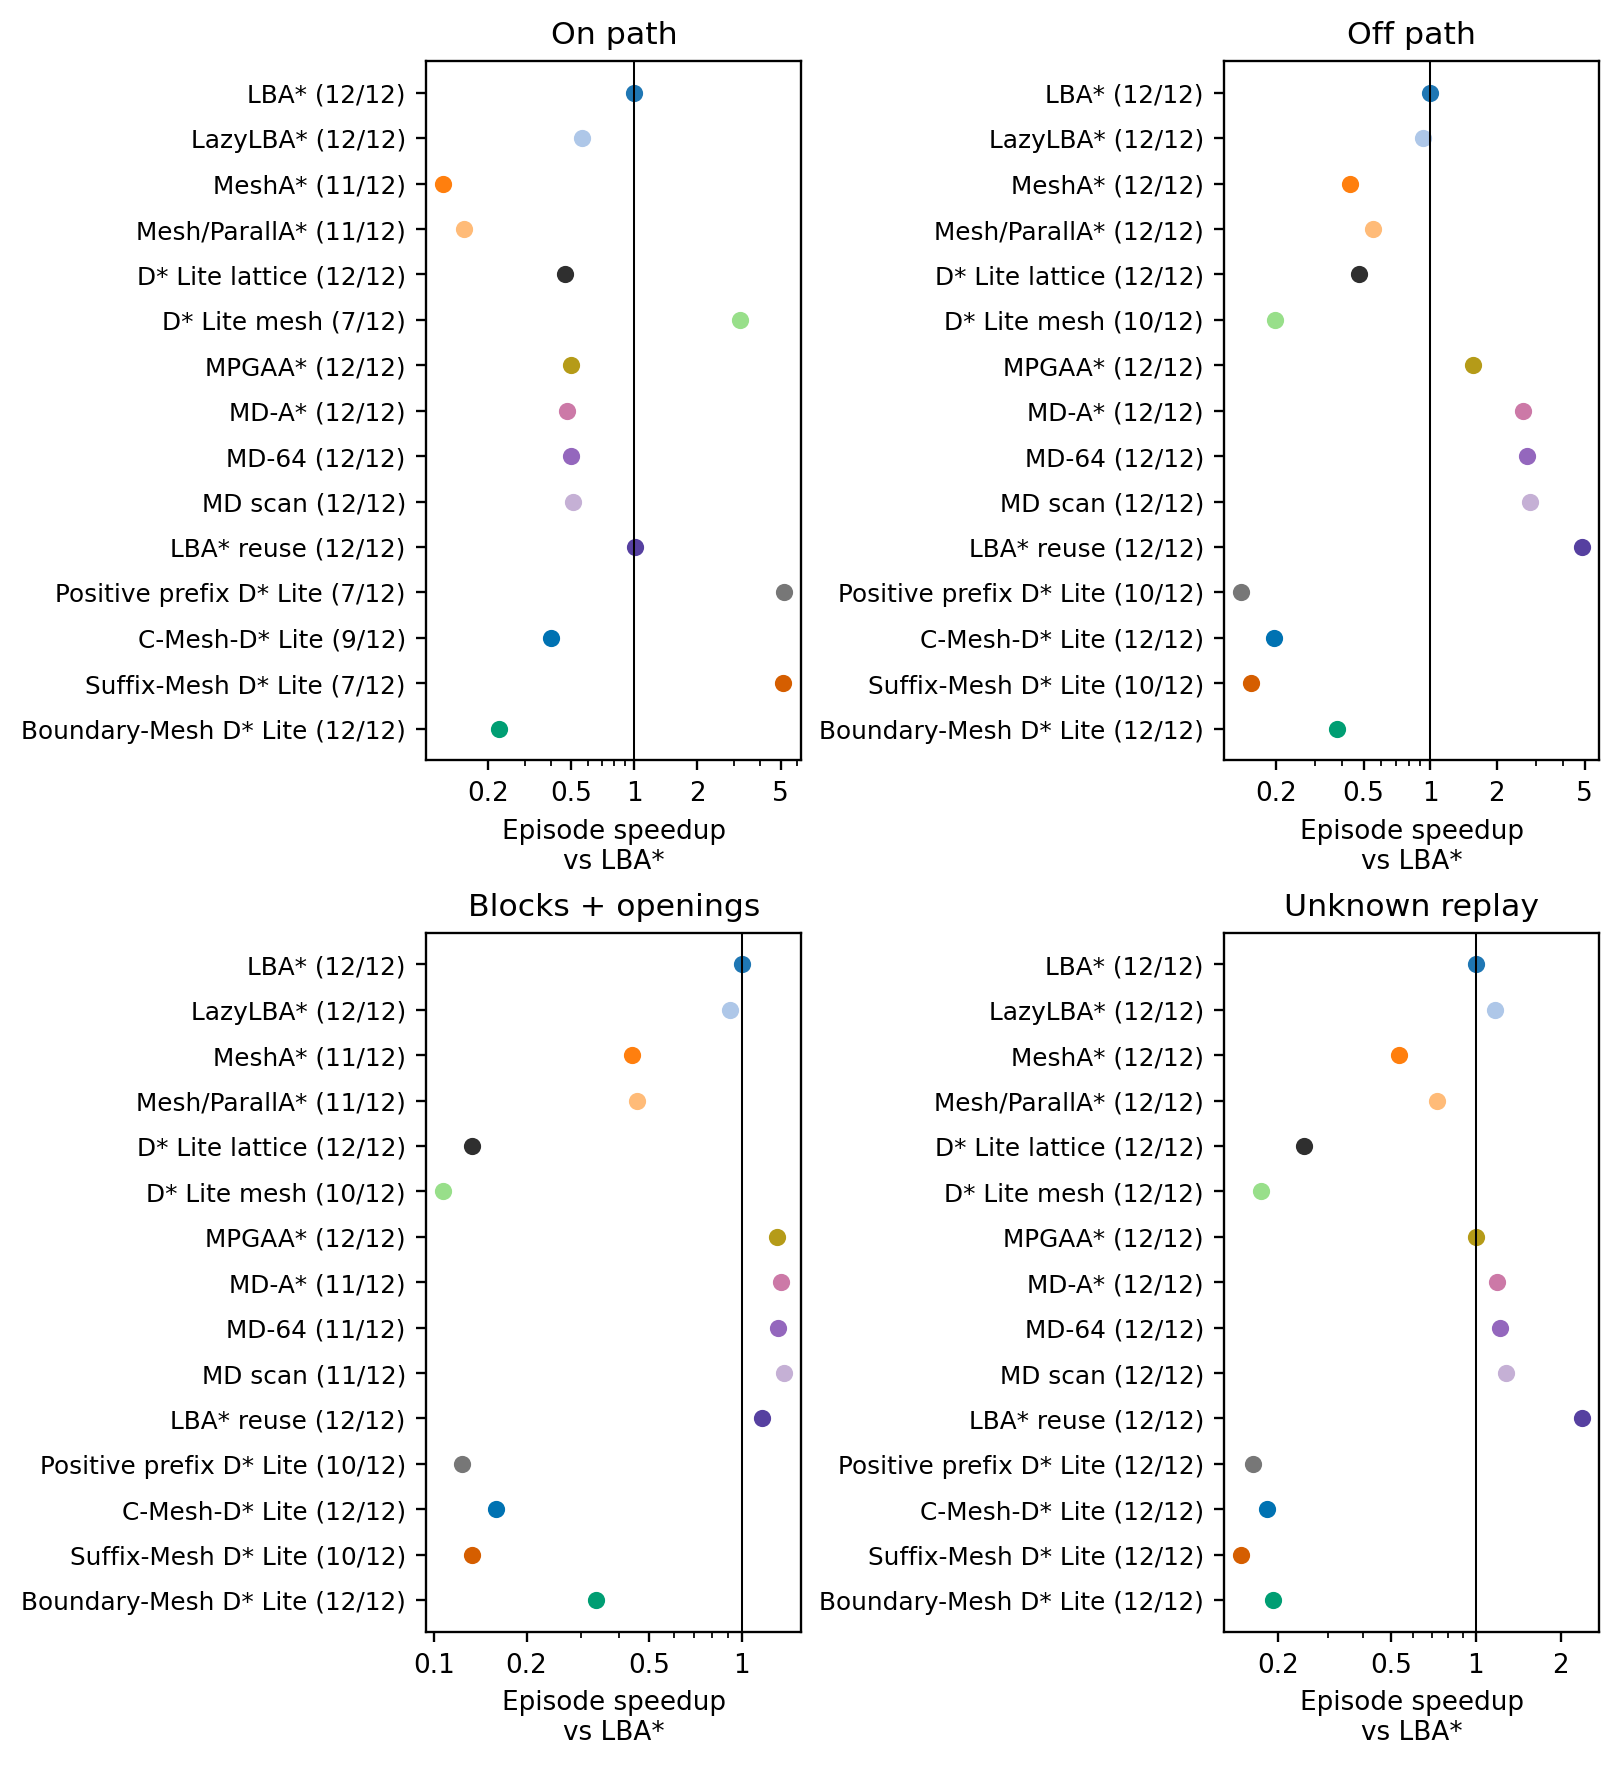 On path
LBA* (12/12)
LazyLBA* (12/12)
MeshA* (11/12)
Mesh/ParallA* (11/12)
D* Lite lattice (12/12)
D* Lite mesh (7/12)
MPGAA* (12/12)
MD-A* (12/12)
MD-64 (12/12)
MD scan (12/12)
LBA* reuse (12/12)
Positive prefix D* Lite (7/12)
C-Mesh-D* Lite (9/12)
Suffix-Mesh D* Lite (7/12)
Boundary-Mesh D* Lite (12/12)
0.2 0.5 1 2 5
Episode speedup
vs LBA*
Off path
LBA* (12/12)
LazyLBA* (12/12)
MeshA* (12/12)
Mesh/ParallA* (12/12)
D* Lite lattice (12/12)
D* Lite mesh (10/12)
MPGAA* (12/12)
MD-A* (12/12)
MD-64 (12/12)
MD scan (12/12)
LBA* reuse (12/12)
Positive prefix D* Lite (10/12)
C-Mesh-D* Lite (12/12)
Suffix-Mesh D* Lite (10/12)
Boundary-Mesh D* Lite (12/12)
0.2 0.5 1 2 5
Episode speedup
vs LBA*
Blocks + openings
LBA* (12/12)
LazyLBA* (12/12)
MeshA* (11/12)
Mesh/ParallA* (11/12)
D* Lite lattice (12/12)
D* Lite mesh (10/12)
MPGAA* (12/12)
MD-A* (11/12)
MD-64 (11/12)
MD scan (11/12)
LBA* reuse (12/12)
Positive prefix D* Lite (10/12)
C-Mesh-D* Lite (12/12)
Suffix-Mesh D* Lite (10/12)
Boundary-Mesh D* Lite (12/12)
0.1 0.2 0.5 1
Episode speedup
vs LBA*
Unknown replay
LBA* (12/12)
LazyLBA* (12/12)
MeshA* (12/12)
Mesh/ParallA* (12/12)
D* Lite lattice (12/12)
D* Lite mesh (12/12)
MPGAA* (12/12)
MD-A* (12/12)
MD-64 (12/12)
MD scan (12/12)
LBA* reuse (12/12)
Positive prefix D* Lite (12/12)
C-Mesh-D* Lite (12/12)
Suffix-Mesh D* Lite (12/12)
Boundary-Mesh D* Lite (12/12)
0.2 0.5 1 2
Episode speedup
vs LBA*